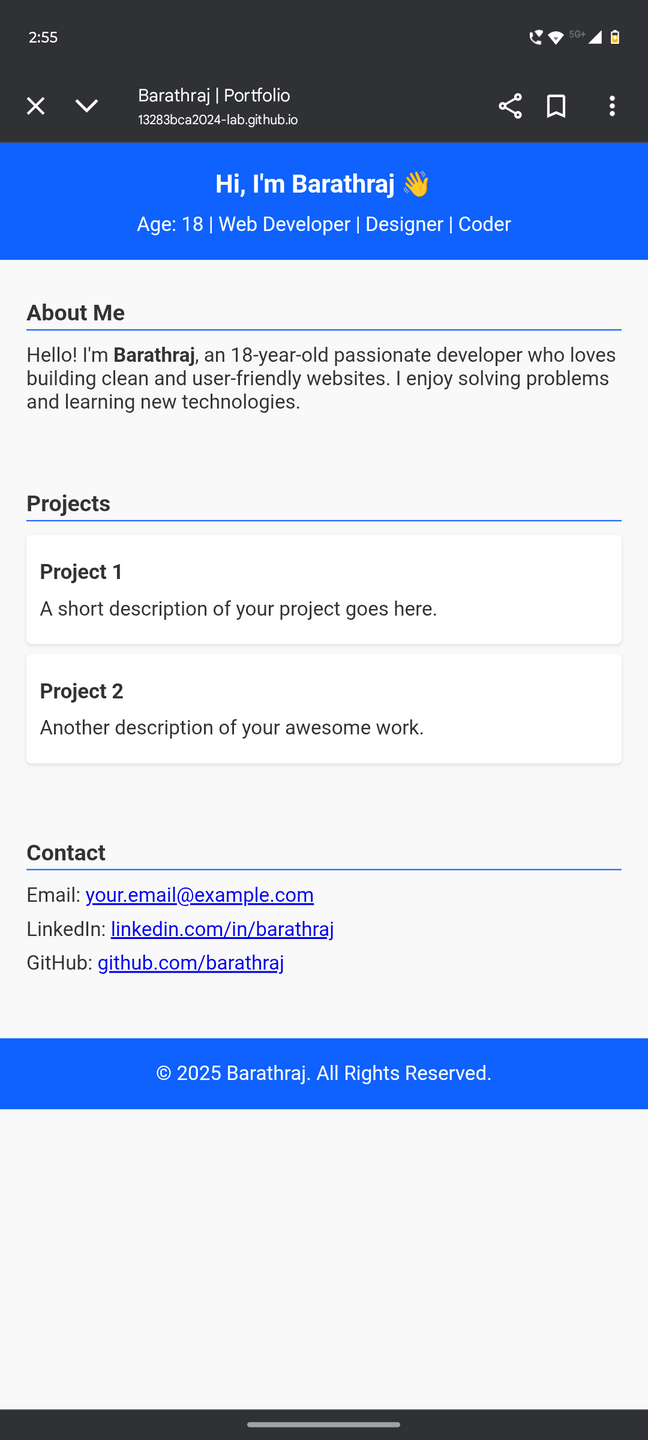 2:55
5G+
Barathraj | Portfolio
13283bca2024-lab.github.io
Hi, I'm Barathraj 👋
Age: 18 | Web Developer | Designer | Coder
About Me
Hello! I'm Barathraj, an 18-year-old passionate developer who loves
building clean and user-friendly websites. I enjoy solving problems
and learning new technologies.
Projects
Project 1
A short description of your project goes here.
Project 2
Another description of your awesome work.
Contact
Email: your.email@example.com
LinkedIn: linkedin.com/in/barathraj
GitHub: github.com/barathraj
© 2025 Barathraj. All Rights Reserved.